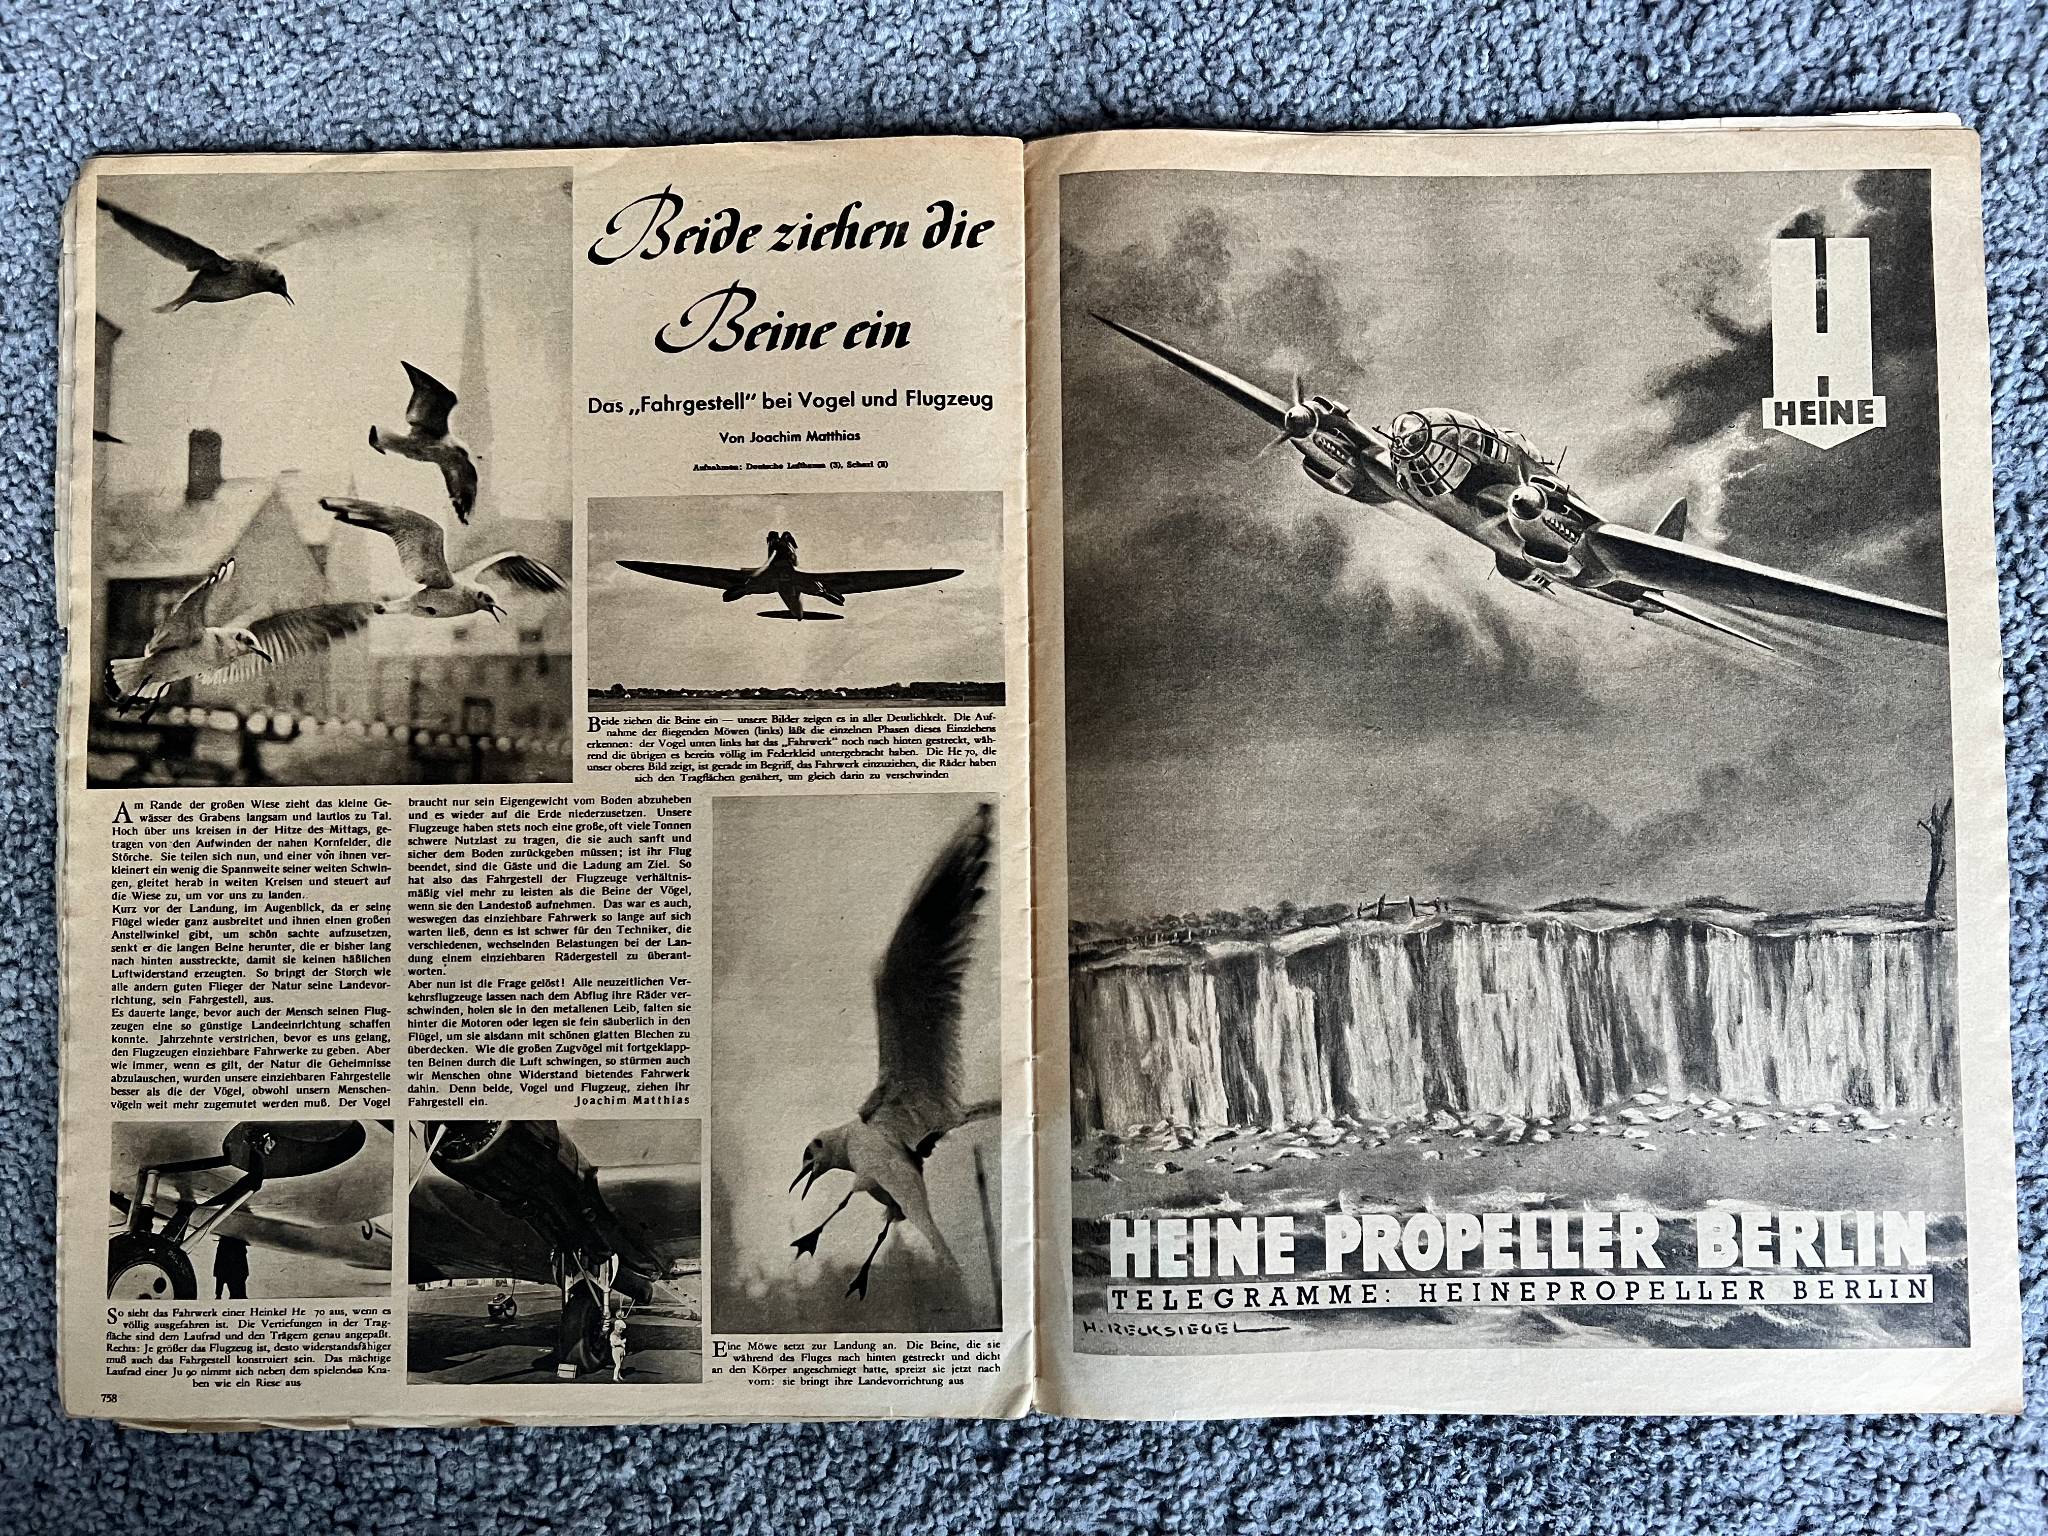 Beide ziehen die
Beine ein
Das „Fahrgestell“ bei Vogel und Flugzeug
Von Joachim Matthias
Aufnahmen: Deutsche Lufthansa (3), Scherl (2)
Beide ziehen die Beine ein — unsere Bilder zeigen es in aller Deutlichkeit. Die Auf-
nahme der fliegenden Möwen (links) läßt die einzelnen Phasen dieses Einziehens
erkennen: der Vogel unten links hat das „Fahrwerk“ noch nach hinten gestreckt, wäh-
rend die übrigen es bereits völlig im Federkleid untergebracht haben. Die He 70, die
unser oberes Bild zeigt, ist gerade im Begriff, das Fahrwerk einzuziehen, die Räder haben
sich den Tragflächen genähert, um gleich darin zu verschwinden
Am Rande der großen Wiese zieht das kleine Ge-
wässer des Grabens langsam und lautlos zu Tal.
Hoch über uns kreisen in der Hitze des Mittags, ge-
tragen von den Aufwinden der nahen Kornfelder, die
Störche. Sie teilen sich nun, und einer von ihnen ver-
kleinert ein wenig die Spannweite seiner weiten Schwin-
gen, gleitet herab in weiten Kreisen und steuert auf
die Wiese zu, um vor uns zu landen.
Kurz vor der Landung, im Augenblick, da er seine
Flügel wieder ganz ausbreitet und ihnen einen großen
Anstellwinkel gibt, um schön sachte aufzusetzen,
senkt er die langen Beine herunter, die er bisher lang
nach hinten ausstreckte, damit sie keinen häßlichen
Luftwiderstand erzeugten. So bringt der Storch wie
alle andern guten Flieger der Natur seine Landevor-
richtung, sein Fahrgestell, aus.
Es dauerte lange, bevor auch der Mensch seinen Flug-
zeugen eine so günstige Landeeinrichtung schaffen
konnte. Jahrzehnte verstrichen, bevor es uns gelang,
den Flugzeugen einziehbare Fahrwerke zu geben. Aber
wie immer, wenn es gilt, der Natur die Geheimnisse
abzulauschen, wurden unsere einziehbaren Fahrgestelle
besser als die der Vögel, obwohl unsern Menschen-
vögeln weit mehr zugemutet werden muß. Der Vogel
braucht nur sein Eigengewicht vom Boden abzuheben
und es wieder auf die Erde niederzusetzen. Unsere
Flugzeuge haben stets noch eine große, oft viele Tonnen
schwere Nutzlast zu tragen, die sie auch sanft und
sicher dem Boden zurückgeben müssen; ist ihr Flug
beendet, sind die Gäste und die Ladung am Ziel. So
hat also das Fahrgestell der Flugzeuge verhältnis-
mäßig viel mehr zu leisten als die Beine der Vögel,
wenn sie den Landestoß aufnehmen. Das war es auch,
weswegen das einziehbare Fahrwerk so lange auf sich
warten ließ, denn es ist schwer für den Techniker, die
verschiedenen, wechselnden Belastungen bei der Lan-
dung einem einziehbaren Rädergestell zu überant-
worten.
Aber nun ist die Frage gelöst! Alle neuzeitlichen Ver-
kehrsflugzeuge lassen nach dem Abflug ihre Räder ver-
schwinden, holen sie in den metallenen Leib, falten sie
hinter die Motoren oder legen sie fein säuberlich in den
Flügel, um sie alsdann mit schönen glatten Blechen zu
überdecken. Wie die großen Zugvögel mit fortgeklapp-
ten Beinen durch die Luft schwingen, so stürmen auch
wir Menschen ohne Widerstand bietendes Fahrwerk
dahin. Denn beide, Vogel und Flugzeug, ziehen ihr
Fahrgestell ein. Joachim Matthias
So sieht das Fahrwerk einer Heinkel He 70 aus, wenn es
völlig ausgefahren ist. Die Vertiefungen in der Trag-
fläche sind dem Laufrad und den Trägern genau angepaßt.
Rechts: Je größer das Flugzeug ist, desto widerstandsfähiger
muß auch das Fahrgestell konstruiert sein. Das mächtige
Laufrad einer Ju 90 nimmt sich neben dem spielenden Kna-
ben wie ein Riese aus
Eine Möwe setzt zur Landung an. Die Beine, die sie
während des Fluges nach hinten gestreckt und dicht
an den Körper angeschmiegt hatte, spreizt sie jetzt nach
vorn: sie bringt ihre Landevorrichtung aus
758
H
HEINE
HEINE PROPELLER BERLIN
TELEGRAMME: HEINEPROPELLER BERLIN
H. RECKSIEGEL